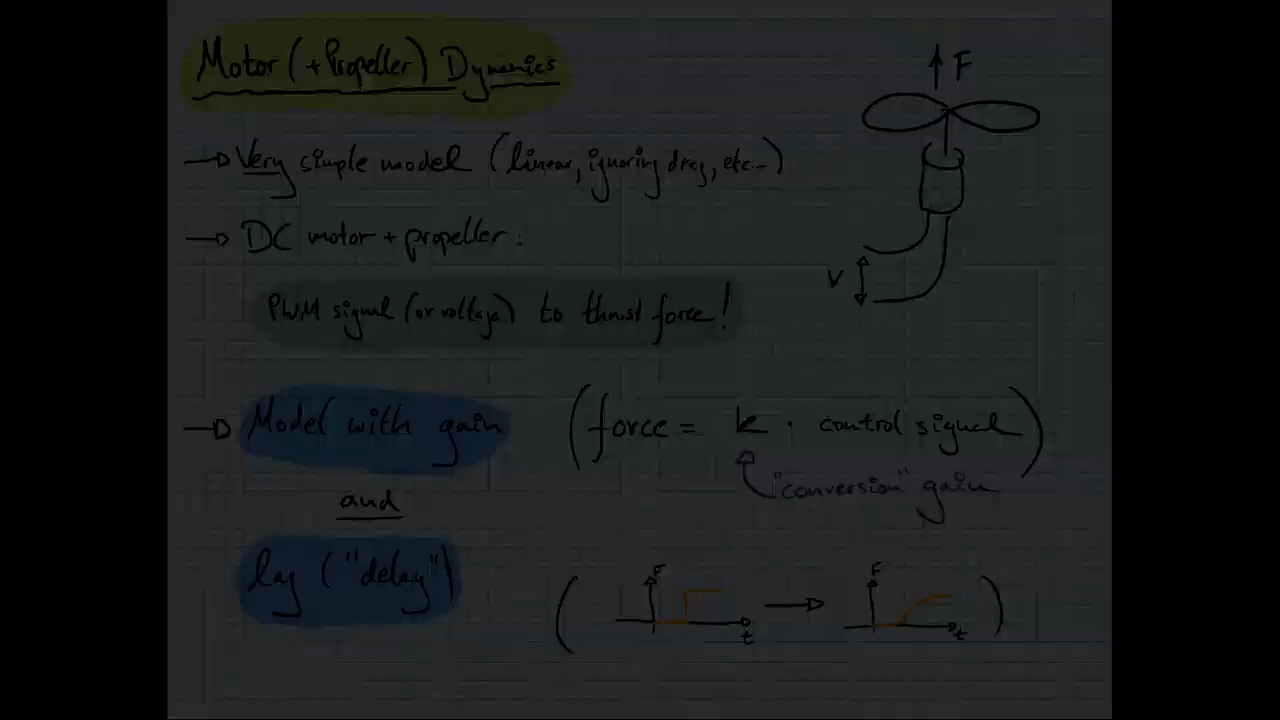 Motor (+Propeller) Dynamics
F
→ Very simple model (linear, ignoring drag, etc...)
→ DC motor + propeller:
V
PWM signal (or voltage) to thrust force!
→ Model with gain (force = k · control signal)
"conversion" gain
and
lag ("delay")
( F t → F t )